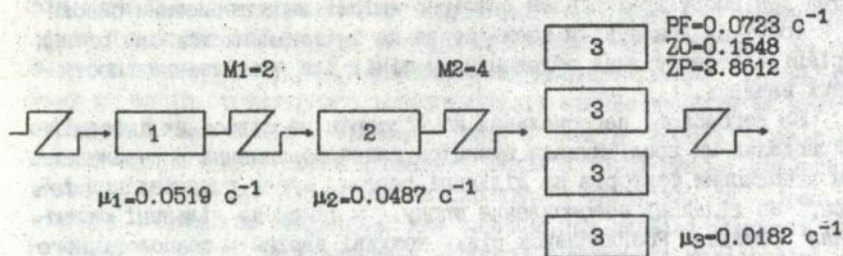 PF=0.0723 c⁻¹
ZO=0.1548
ZP=3.8612
M1=2
M2=4
3
3
3
3
1
2
μ₁=0.0519 c⁻¹
μ₂=0.0487 c⁻¹
μ₃=0.0182 c⁻¹